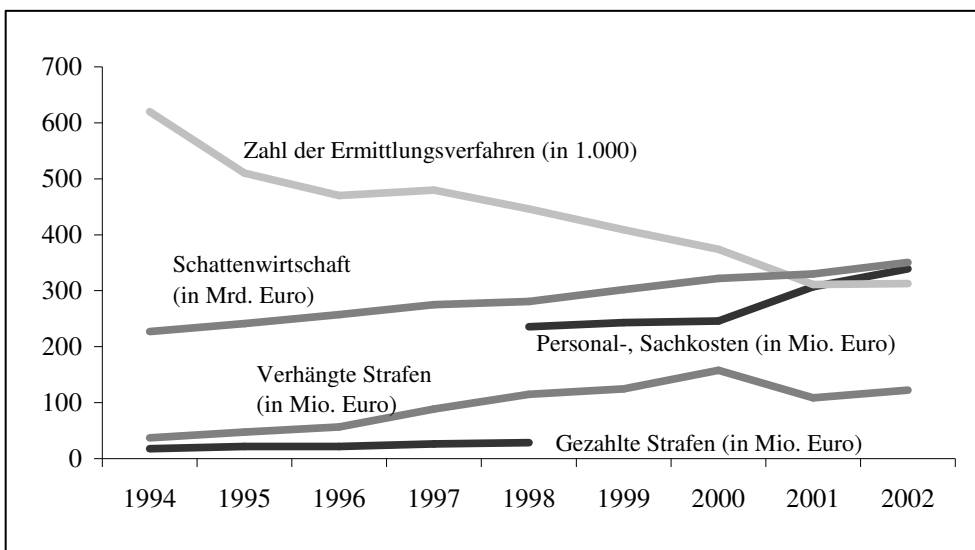 700
600
Zahl der Ermittlungsverfahren (in 1.000)
500
400
Schattenwirtschaft
(in Mrd. Euro)
300
Personal-, Sachkosten (in Mio. Euro)
200
Verhängte Strafen
(in Mio. Euro)
100
Gezahlte Strafen (in Mio. Euro)
0
1994 1995 1996 1997 1998 1999 2000 2001 2002